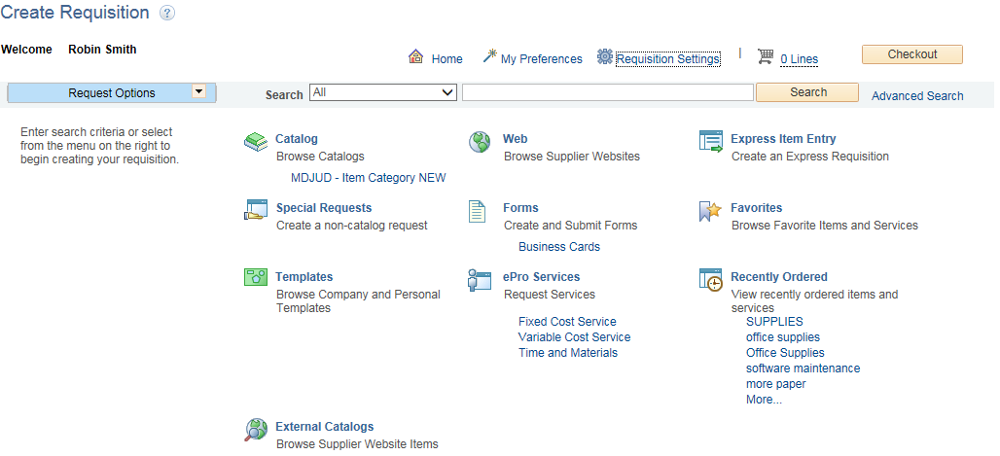 Create Requisition ?
Welcome Robin Smith
Home My Preferences Requisition Settings | 0 Lines Checkout
Request Options Search All Search Advanced Search
Enter search criteria or select
from the menu on the right to
begin creating your requisition.
Catalog
Browse Catalogs
MDJUD - Item Category NEW
Web
Browse Supplier Websites
Express Item Entry
Create an Express Requisition
Special Requests
Create a non-catalog request
Forms
Create and Submit Forms
Business Cards
Favorites
Browse Favorite Items and Services
Templates
Browse Company and Personal
Templates
ePro Services
Request Services
Fixed Cost Service
Variable Cost Service
Time and Materials
Recently Ordered
View recently ordered items and
services
SUPPLIES
office supplies
Office Supplies
software maintenance
more paper
More...
External Catalogs
Browse Supplier Website Items